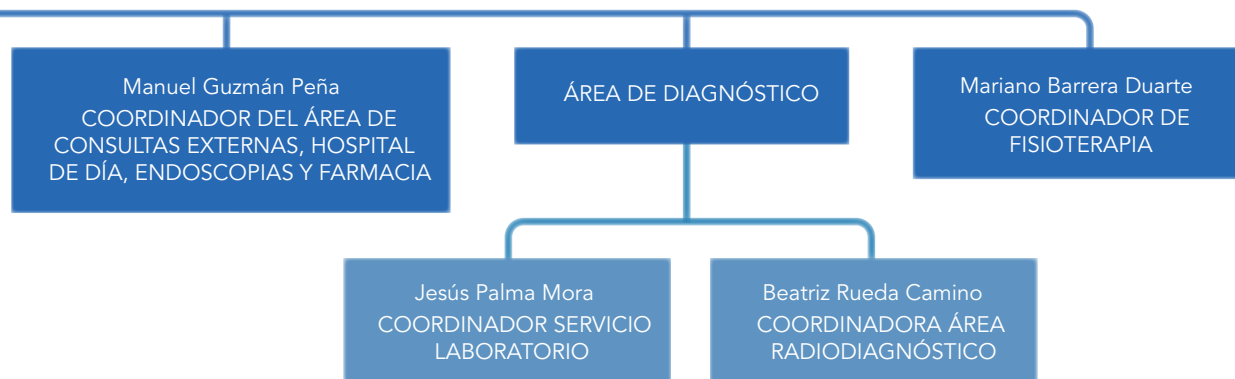 Manuel Guzmán Peña
COORDINADOR DEL ÁREA DE
CONSULTAS EXTERNAS, HOSPITAL
DE DÍA, ENDOSCOPIAS Y FARMACIA
ÁREA DE DIAGNÓSTICO
Mariano Barrera Duarte
COORDINADOR DE
FISIOTERAPIA
Jesús Palma Mora
COORDINADOR SERVICIO
LABORATORIO
Beatriz Rueda Camino
COORDINADORA ÁREA
RADIODIAGNÓSTICO